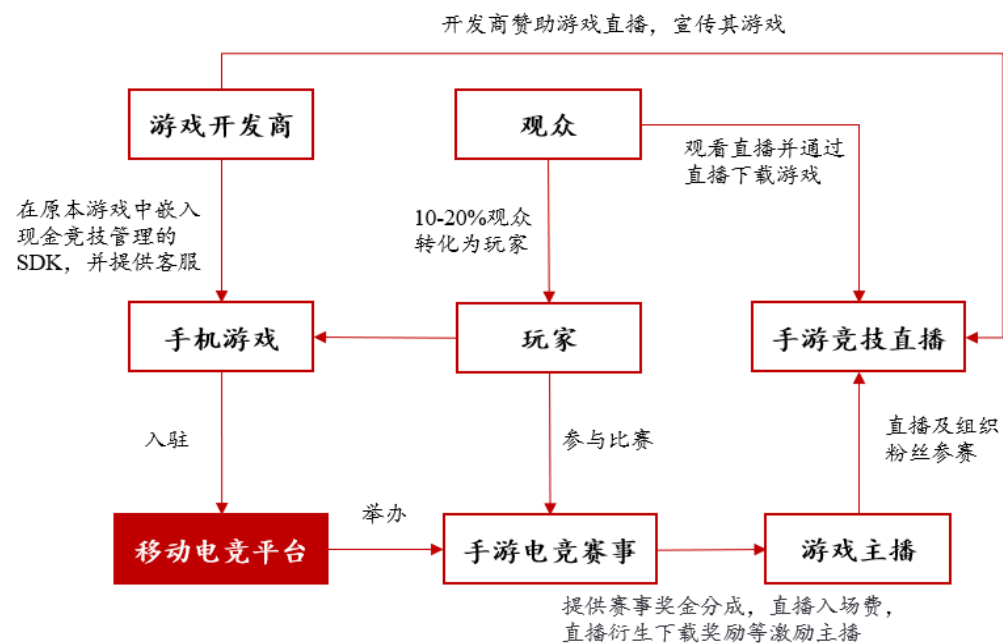 开发商赞助游戏直播，宣传其游戏
游戏开发商
观众
观看直播并通过
直播下载游戏
在原本游戏中嵌入
现金竞技管理的
SDK，并提供客服
10-20%观众
转化为玩家
手机游戏
玩家
手游竞技直播
入驻
参与比赛
直播及组织
粉丝参赛
移动电竞平台
举办
手游电竞赛事
游戏主播
提供赛事奖金分成，直播入场费，
直播衍生下载奖励等激励主播